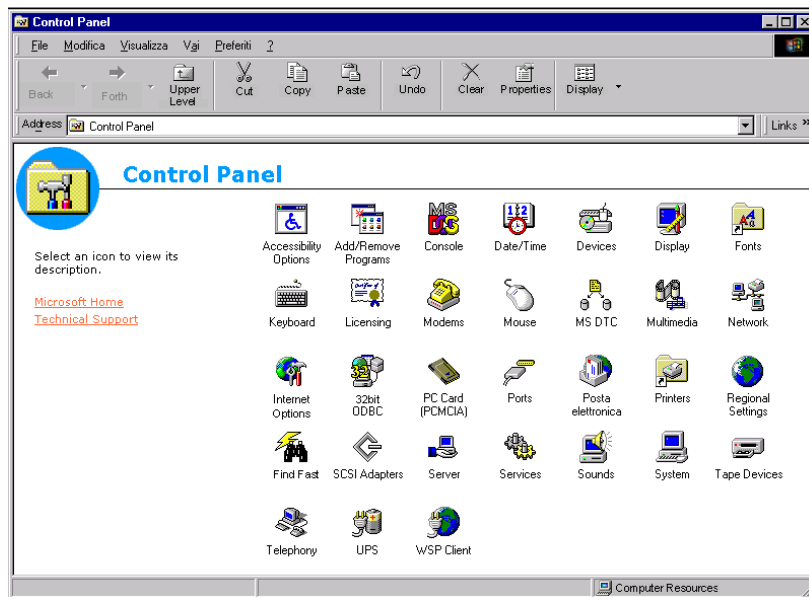 Control Panel
File Modifica Visualizza Vai Preferiti ?
Back Forth Upper Level Cut Copy Paste Undo Clear Properties Display
Address Control Panel Links »
Control Panel
Select an icon to view its
description.
Microsoft Home
Technical Support
Accessibility Options Add/Remove Programs Console Date/Time Devices Display Fonts
Keyboard Licensing Modems Mouse MS DTC Multimedia Network
Internet Options 32bit ODBC PC Card (PCMCIA) Ports Posta elettronica Printers Regional Settings
Find Fast SCSI Adapters Server Services Sounds System Tape Devices
Telephony UPS WSP Client
Computer Resources